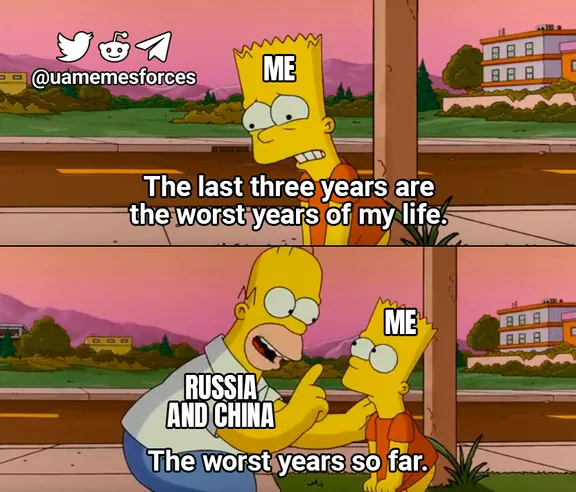 @uamemesforces
ME
The last three years are
the worst years of my life.
ME
RUSSIA
AND CHINA
The worst years so far.